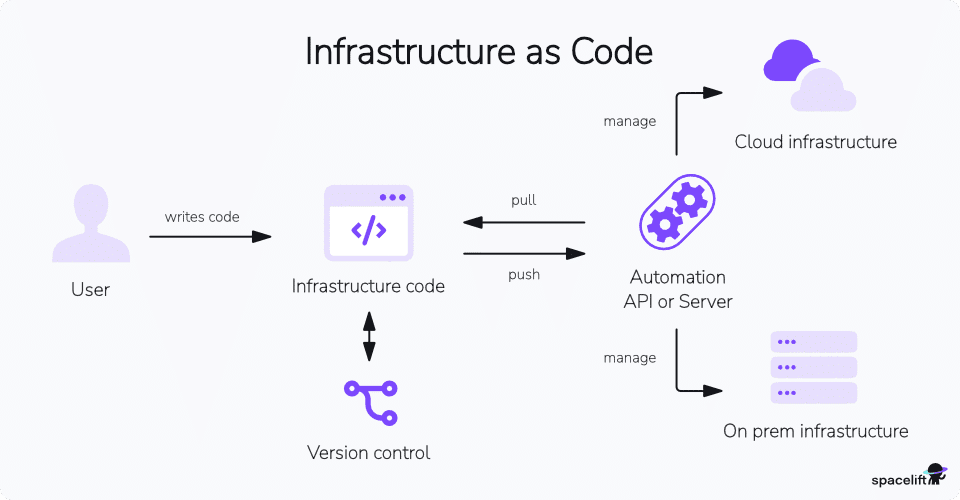 Infrastructure as Code
manage
Cloud infrastructure
writes code
pull
push
User
Infrastructure code
Automation
API or Server
manage
Version control
On prem infrastructure
spacelift